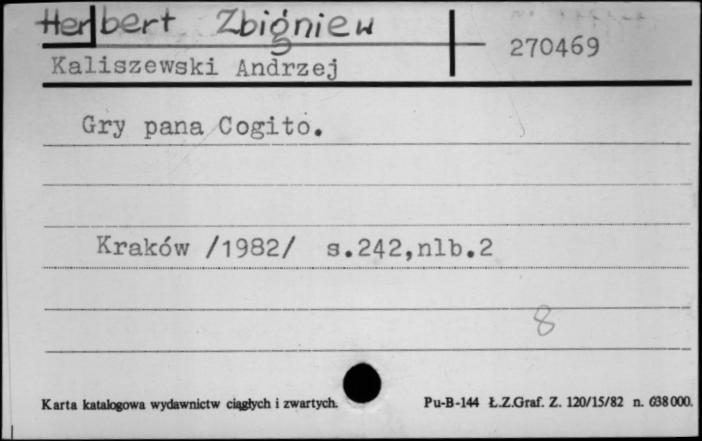 Herbert Zbigniew
270469
Kaliszewski Andrzej
Gry pana Cogito.
Kraków /1982/ s.242,nlb.2
8
Karta katalogowa wydawnictw ciągłych i zwartych.
Pu-B-144 Ł.Z.Graf. Z. 120/15/82 n. 638000.